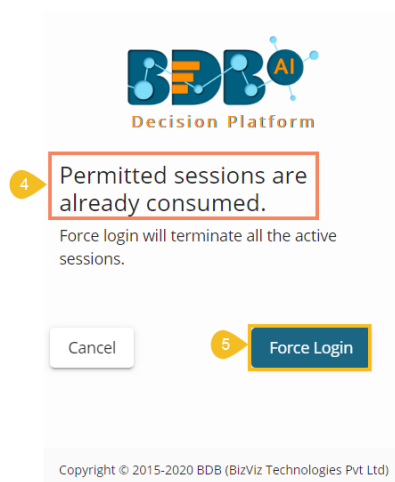 BDB AI
Decision Platform
4
Permitted sessions are
already consumed.
Force login will terminate all the active
sessions.
Cancel
5
Force Login
Copyright © 2015-2020 BDB (BizViz Technologies Pvt Ltd)